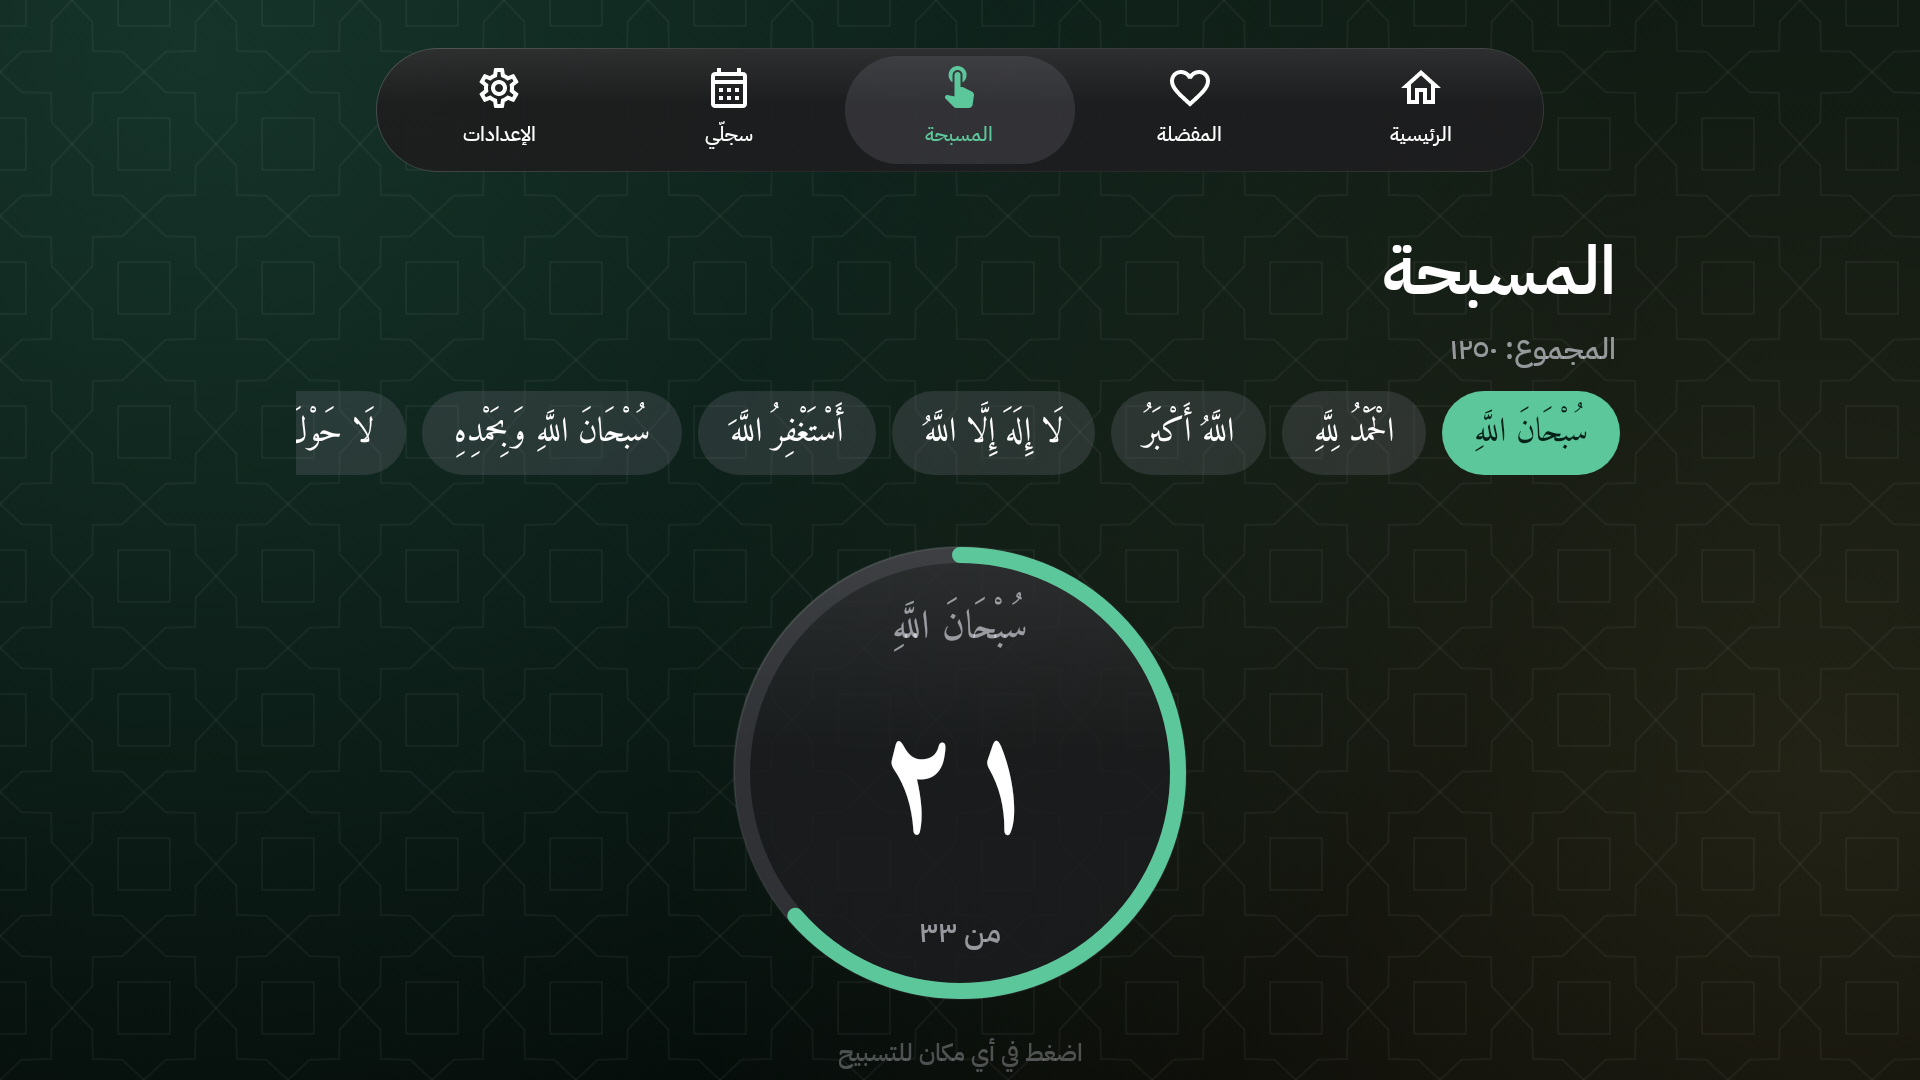 الرئيسية المفضلة المسبحة سجلّي الإعدادات
المسبحة
المجموع: ١٢٥٠
سُبْحَانَ اللَّهِ الْحَمْدُ لِلَّهِ اللَّهُ أَكْبَرُ لَا إِلَهَ إِلَّا اللَّهُ أَسْتَغْفِرُ اللَّهَ سُبْحَانَ اللَّهِ وَبِحَمْدِهِ لَا حَوْلَ
سُبْحَانَ اللَّهِ
٢١
من ٣٣
اضغط في أي مكان للتسبيح